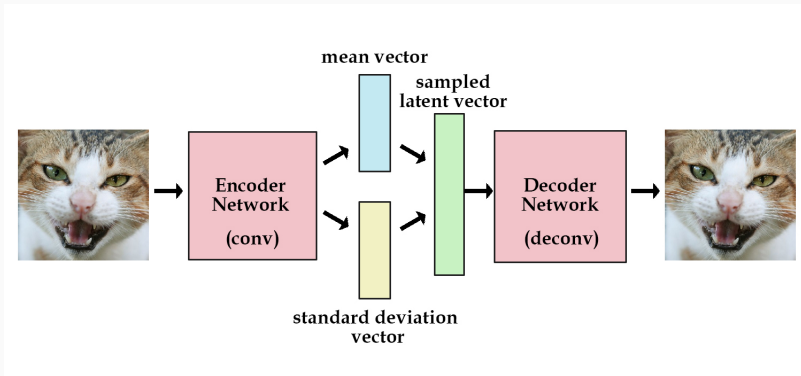 mean vector
sampled
latent vector
Encoder
Network
(conv)
Decoder
Network
(deconv)
standard deviation
vector